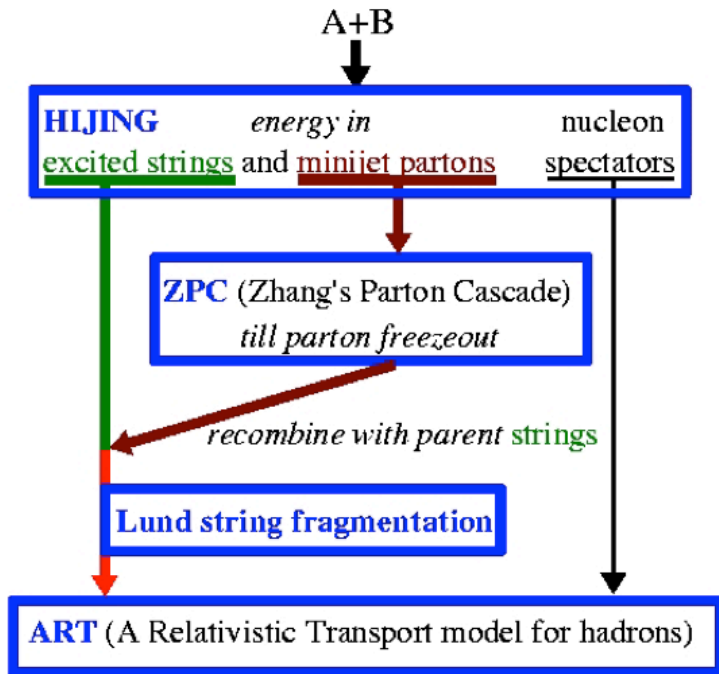 A+B
HIJING energy in nucleon
excited strings and minijet partons spectators
ZPC (Zhang's Parton Cascade)
till parton freezeout
recombine with parent strings
Lund string fragmentation
ART (A Relativistic Transport model for hadrons)